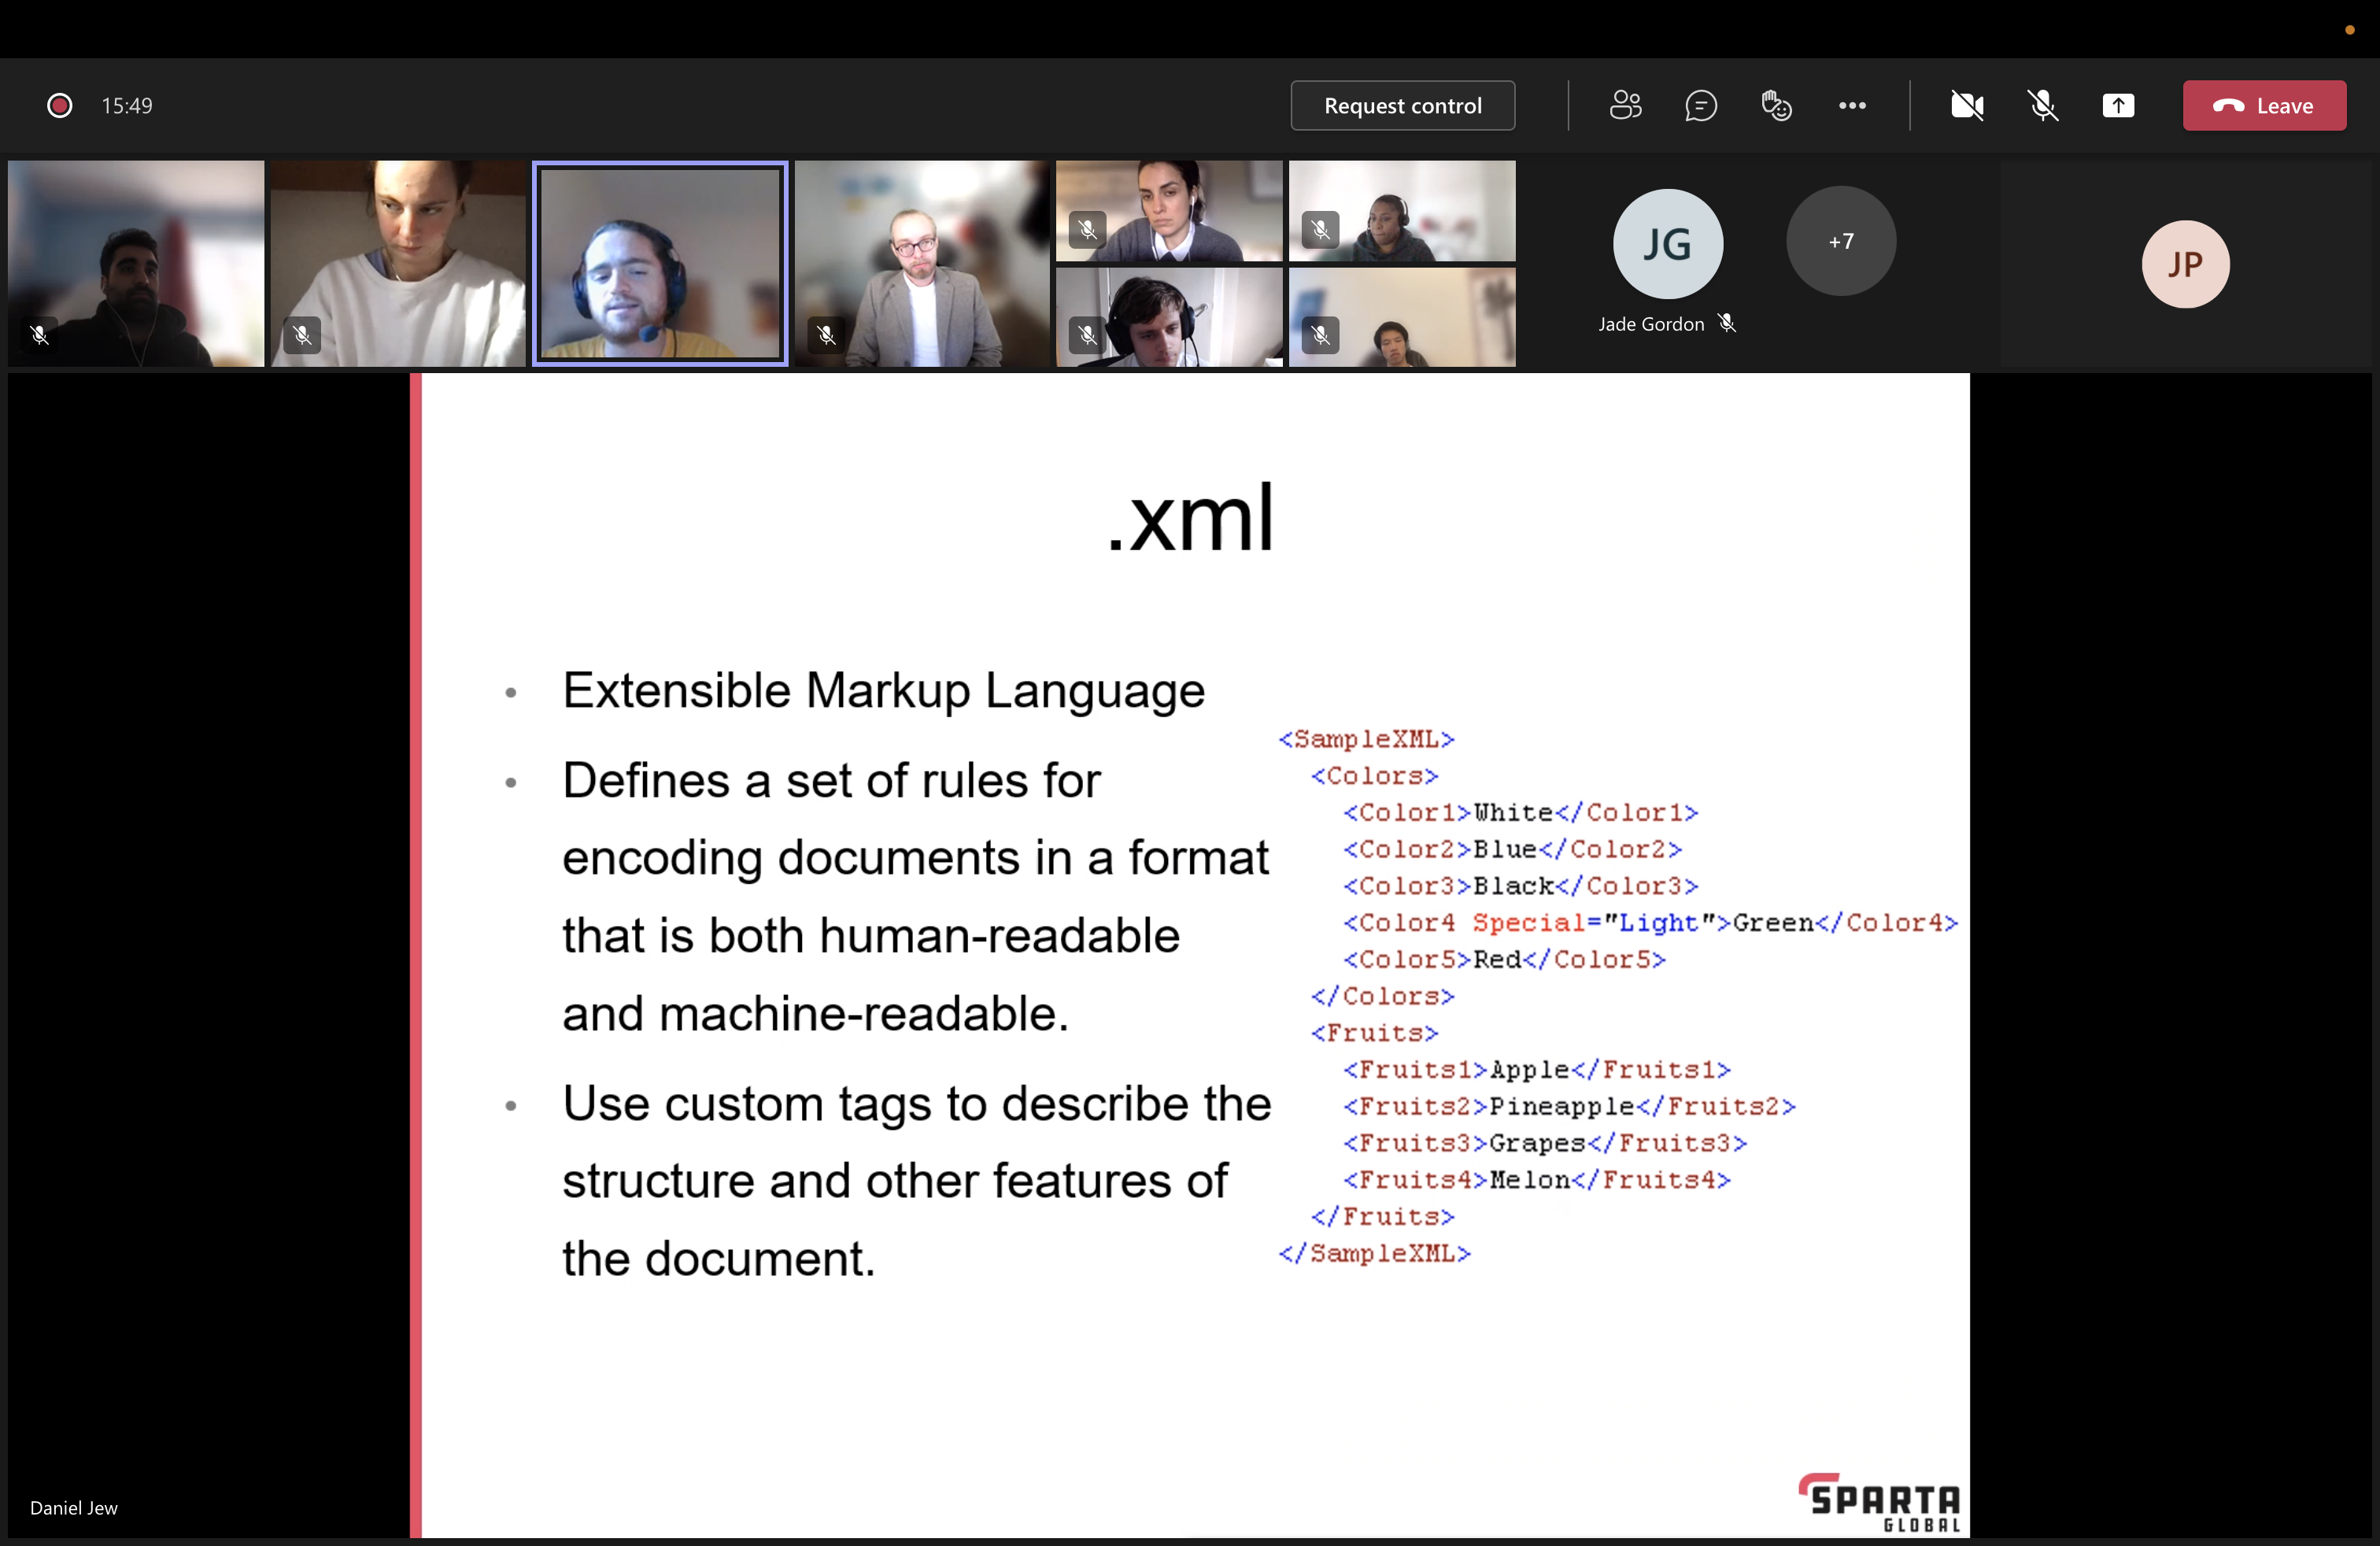 15:49
Request control
Leave
JG
+7
JP
Jade Gordon
.xml
• Extensible Markup Language
• Defines a set of rules for
encoding documents in a format
that is both human-readable
and machine-readable.
• Use custom tags to describe the
structure and other features of
the document.
<SampleXML>
<Colors>
<Color1>White</Color1>
<Color2>Blue</Color2>
<Color3>Black</Color3>
<Color4 Special="Light">Green</Color4>
<Color5>Red</Color5>
</Colors>
<Fruits>
<Fruits1>Apple</Fruits1>
<Fruits2>Pineapple</Fruits2>
<Fruits3>Grapes</Fruits3>
<Fruits4>Melon</Fruits4>
</Fruits>
</SampleXML>
Daniel Jew
SPARTA
GLOBAL